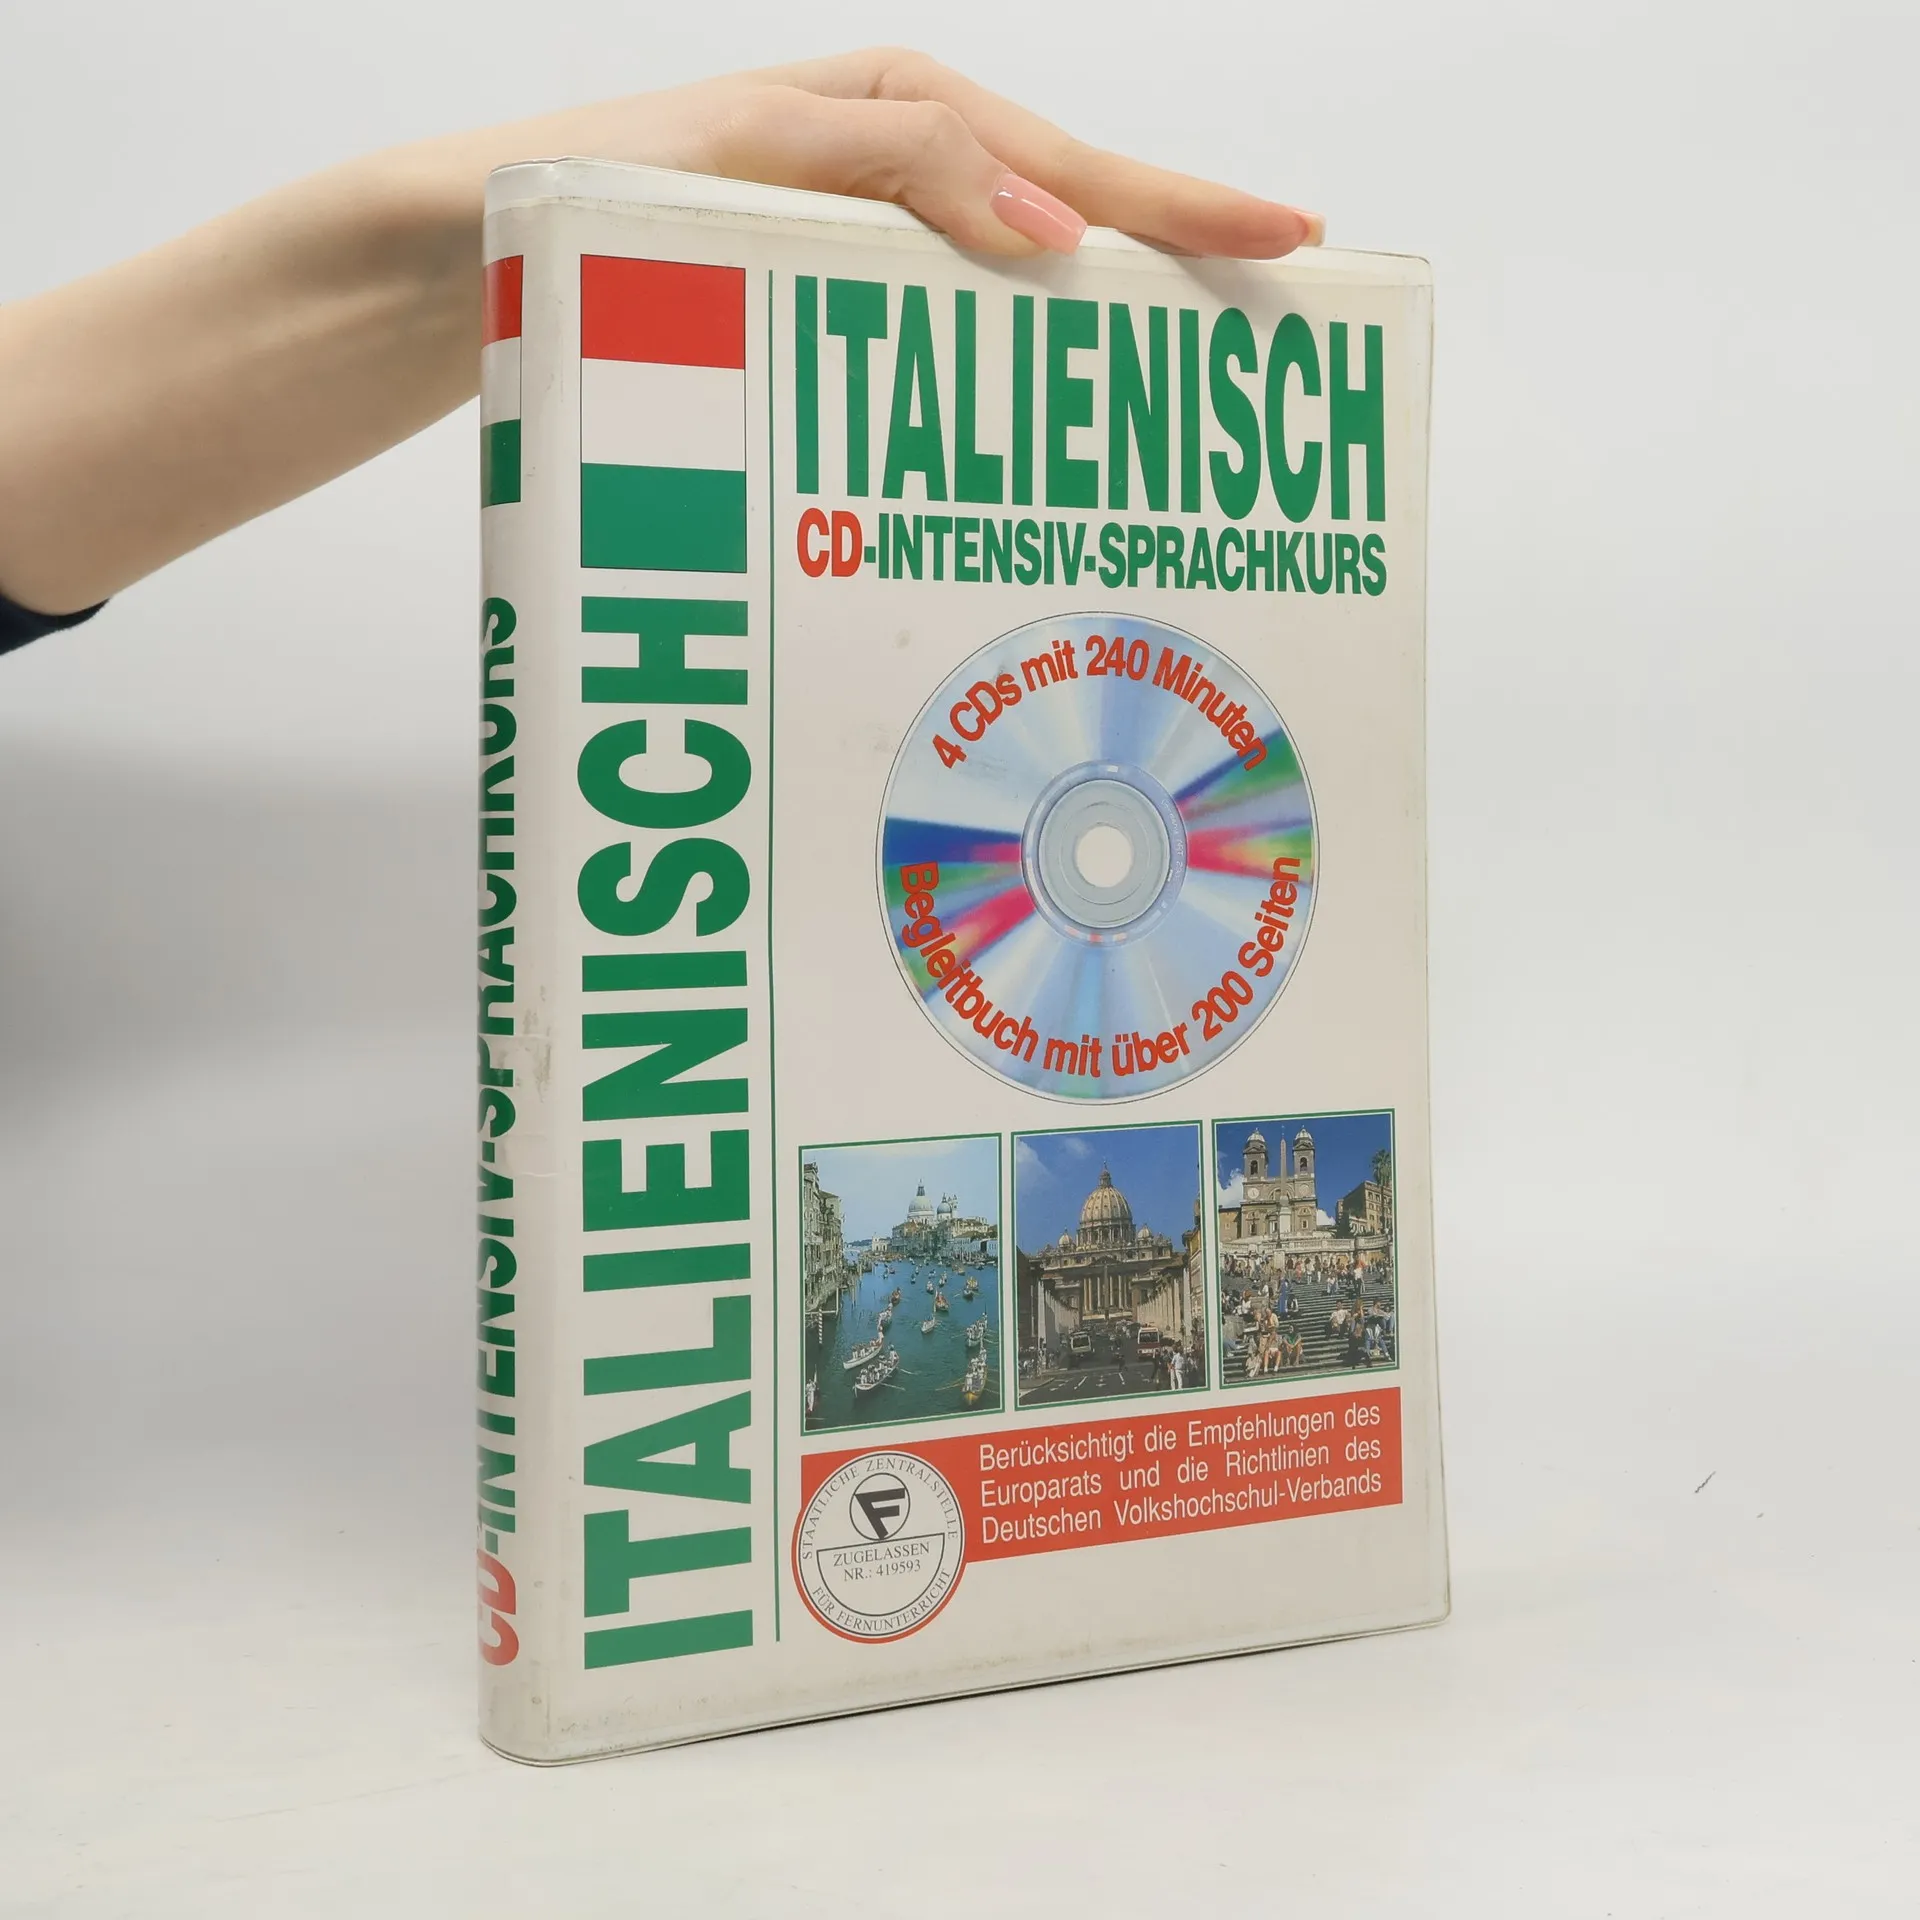 CD-INTENSIV-SPRACHKURS
ITALIENISCH
ITALIENISCH
CD-INTENSIV-SPRACHKURS
4 CDs mit 240 Minuten
Begleitbuch mit über 200 Seiten
Berücksichtigt die Empfehlungen des
Europarats und die Richtlinien des
Deutschen Volkshochschul-Verbands
STAATLICHE ZENTRALSTELLE
F
ZUGELASSEN
NR.: 419593
FÜR FERNUNTERRICHT